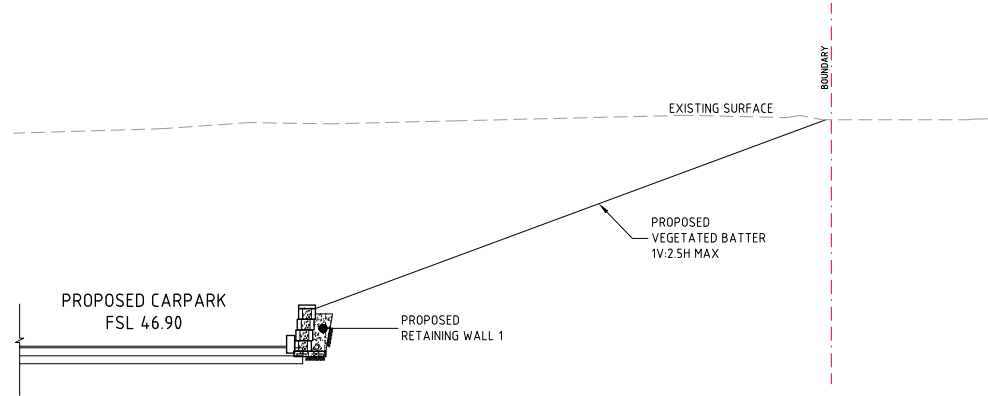 BOUNDARY
EXISTING SURFACE
PROPOSED
VEGETATED BATTER
1V:2.5H MAX
PROPOSED CARPARK
FSL 46.90
PROPOSED
RETAINING WALL 1